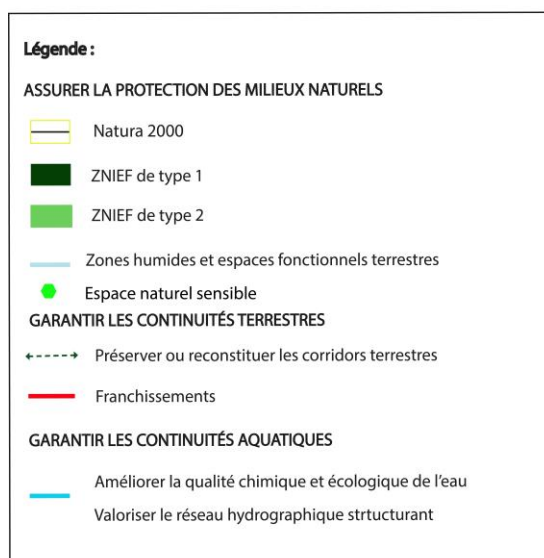 Légende :
ASSURER LA PROTECTION DES MILIEUX NATURELS
Natura 2000
ZNIEF de type 1
ZNIEF de type 2
Zones humides et espaces fonctionnels terrestres
Espace naturel sensible
GARANTIR LES CONTINUITÉS TERRESTRES
Préserver ou reconstituer les corridors terrestres
Franchissements
GARANTIR LES CONTINUITÉS AQUATIQUES
Améliorer la qualité chimique et écologique de l'eau
Valoriser le réseau hydrographique strtucturant